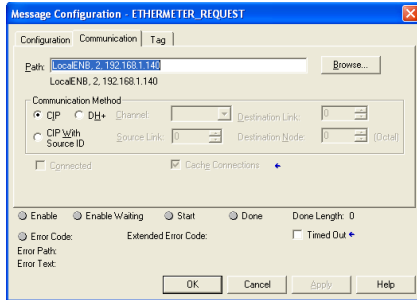 Message Configuration - ETHERMETER_REQUEST
Configuration Communication Tag
Path: LocalENB, 2, 192.168.1.140 Browse...
LocalENB, 2, 192.168.1.140
Communication Method
CIP DH+ Channel: Destination Link: 0
CIP With Source ID Source Link: 0 Destination Node: 0 (Octal)
Connected Cache Connections
Enable Enable Waiting Start Done Done Length: 0
Error Code: Extended Error Code: Timed Out
Error Path:
Error Text:
OK Cancel Apply Help